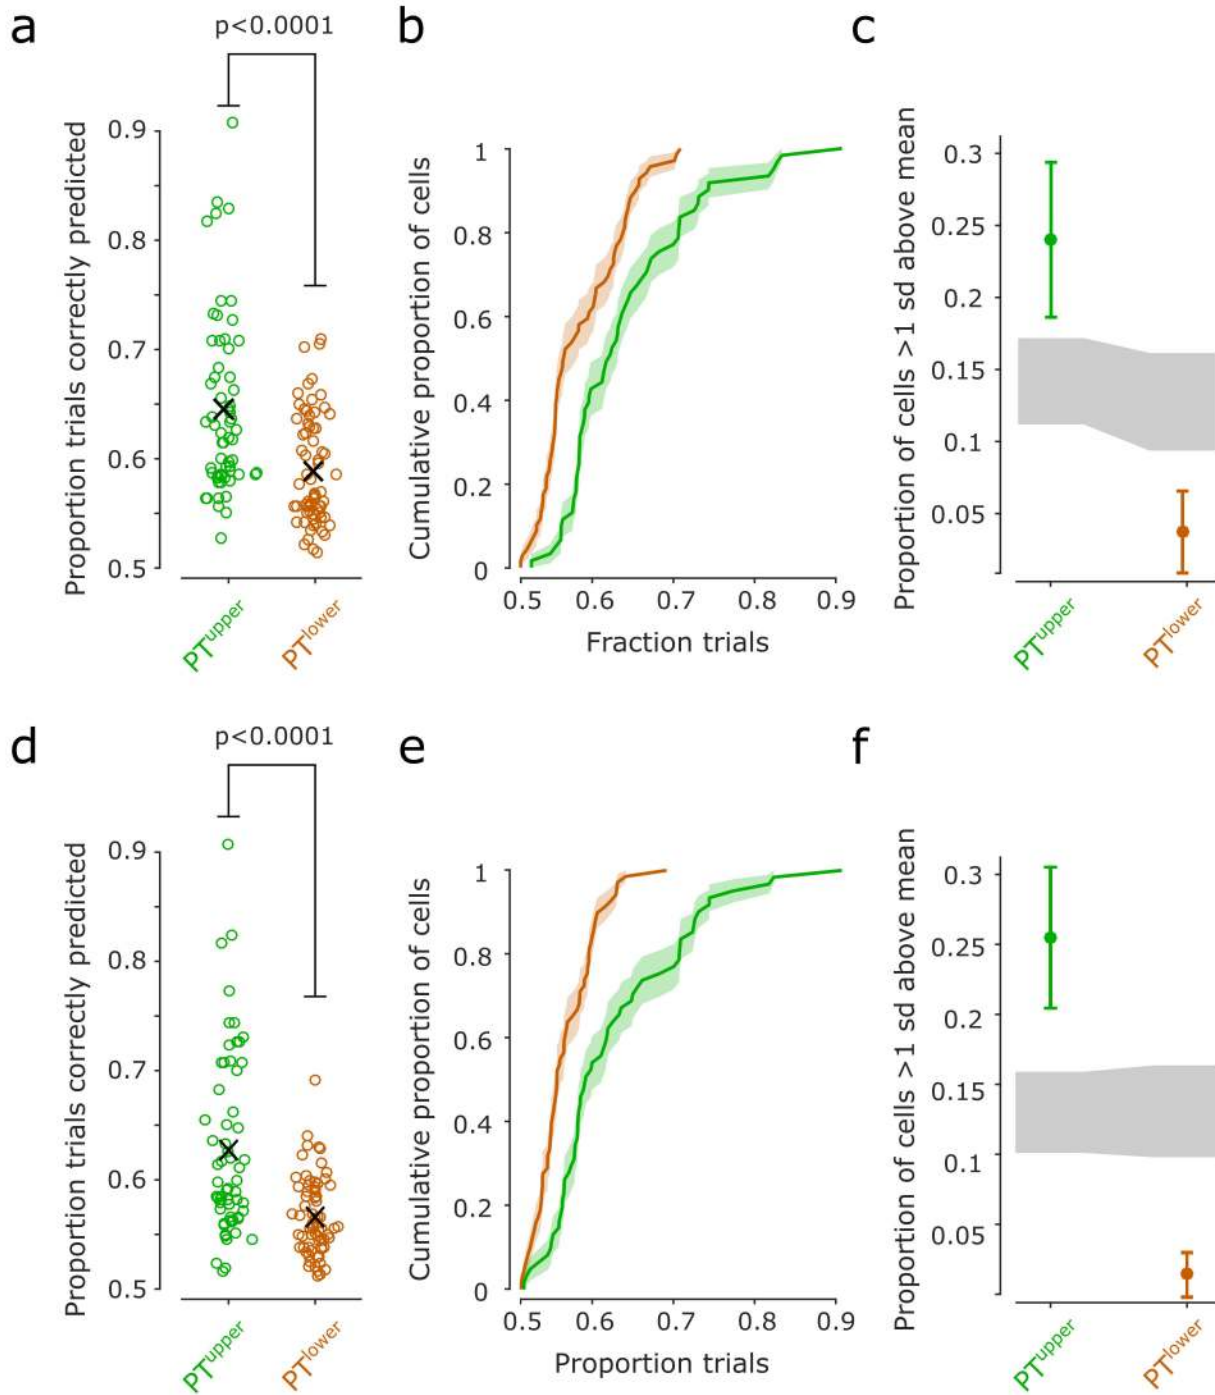 a
p<0.0001
Proportion trials correctly predicted
0.9
0.8
0.7
0.6
0.5
PTupper
PTlower
b
Cumulative proportion of cells
1
0.8
0.6
0.4
0.2
0
0.5 0.6 0.7 0.8 0.9
Fraction trials
c
Proportion of cells >1 sd above mean
0.3
0.25
0.2
0.15
0.1
0.05
PTupper
PTlower
d
p<0.0001
Proportion trials correctly predicted
0.9
0.8
0.7
0.6
0.5
PTupper
PTlower
e
Cumulative proportion of cells
1
0.8
0.6
0.4
0.2
0
0.5 0.6 0.7 0.8 0.9
Proportion trials
f
Proportion of cells >1 sd above mean
0.3
0.25
0.2
0.15
0.1
0.05
PTupper
PTlower